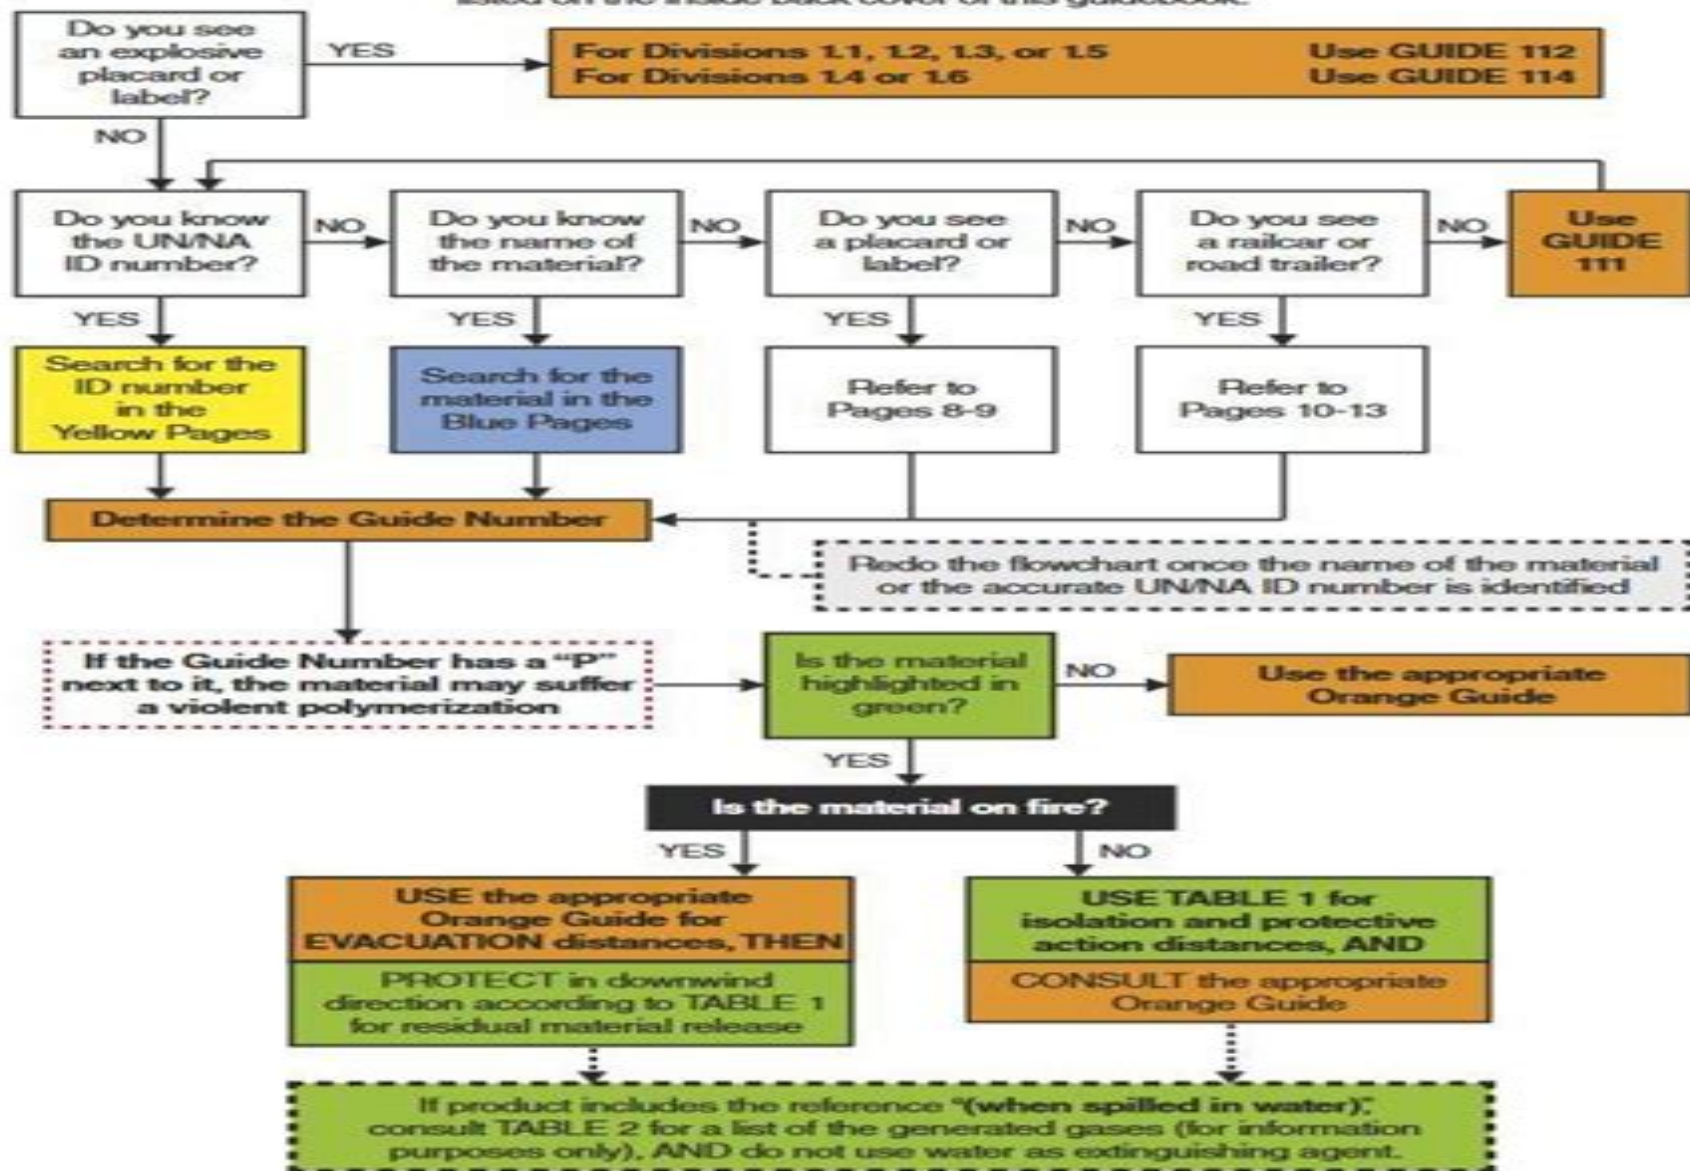 listed on the inside back cover of this guidebook.
Do you see
an explosive
placard or
label?
YES
For Divisions 1.1, 1.2, 1.3, or 1.5 Use GUIDE 112
For Divisions 1.4 or 1.6 Use GUIDE 114
NO
Do you know
the UN/NA
ID number?
NO
Do you know
the name of
the material?
NO
Do you see
a placard or
label?
NO
Do you see
a railcar or
road trailer?
NO
Use
GUIDE
111
YES
YES
YES
YES
Search for the
ID number
in the
Yellow Pages
Search for the
material in the
Blue Pages
Refer to
Pages 8-9
Refer to
Pages 10-13
Determine the Guide Number
Redo the flowchart once the name of the material
or the accurate UN/NA ID number is identified
If the Guide Number has a “P”
next to it, the material may suffer
a violent polymerization
Is the material
highlighted in
green?
NO
Use the appropriate
Orange Guide
YES
Is the material on fire?
YES
NO
USE the appropriate
Orange Guide for
EVACUATION distances, THEN
PROTECT in downwind
direction according to TABLE 1
for residual material release
USE TABLE 1 for
isolation and protective
action distances, AND
CONSULT the appropriate
Orange Guide
If product includes the reference “(when spilled in water)”,
consult TABLE 2 for a list of the generated gases (for information
purposes only), AND do not use water as extinguishing agent.